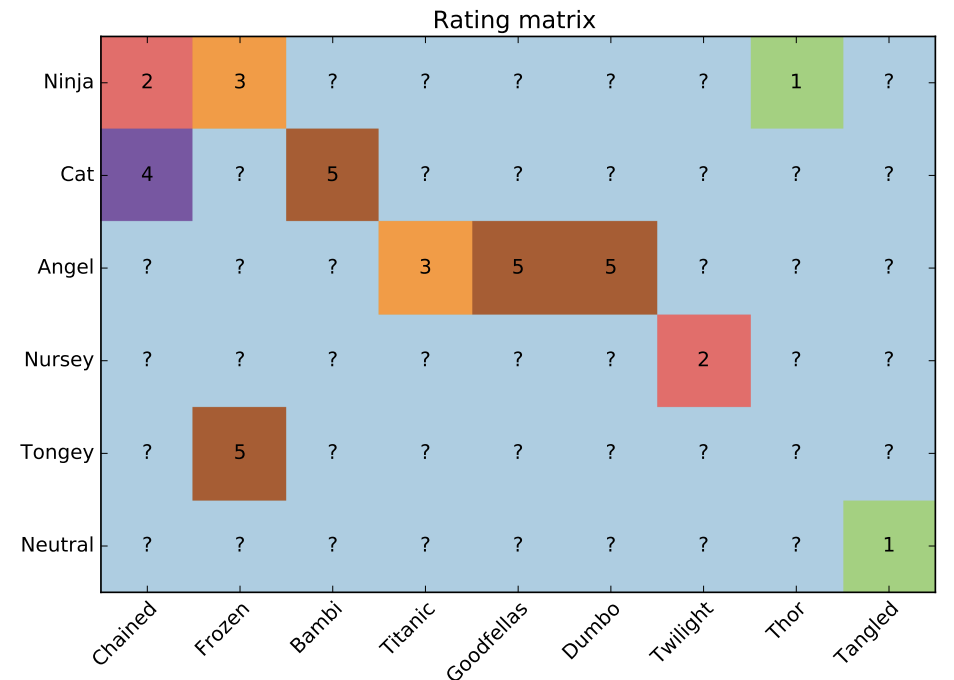 Rating matrix
Ninja 2 3 ? ? ? ? ? 1 ?
Cat 4 ? 5 ? ? ? ? ? ?
Angel ? ? ? 3 5 5 ? ? ?
Nursey ? ? ? ? ? ? 2 ? ?
Tongey ? 5 ? ? ? ? ? ? ?
Neutral ? ? ? ? ? ? ? ? 1
Chained Frozen Bambi Titanic Goodfellas Dumbo Twilight Thor Tangled